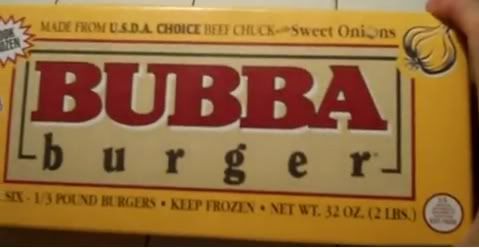 MADE FROM U.S.D.A. CHOICE BEEF CHUCK with Sweet Onions
BUBBA
burger
SIX - 1/3 POUND BURGERS • KEEP FROZEN • NET WT. 32 OZ. (2 LBS.)